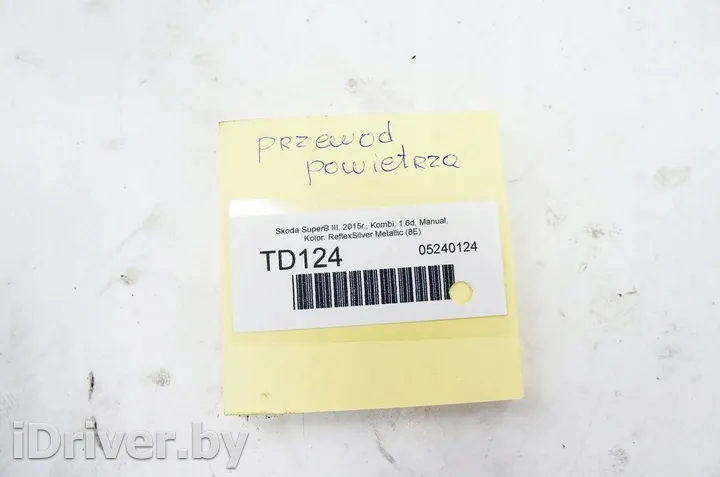 przewod
powietrza
Skoda SuperB III, 2015r., Kombi, 1.6d, Manual,
Kolor: ReflexSilver Metallic (8E)
TD124 05240124
iDriver.by